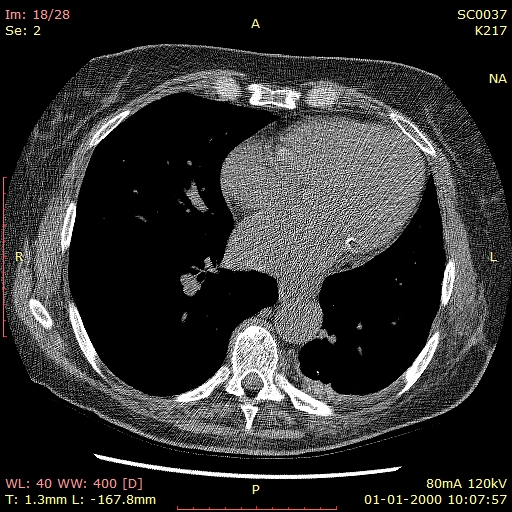 Im: 18/28
Se: 2
A
SC0037
K217
NA
R
L
WL: 40 WW: 400 [D]
T: 1.3mm L: -167.8mm
P
80mA 120kV
01-01-2000 10:07:57